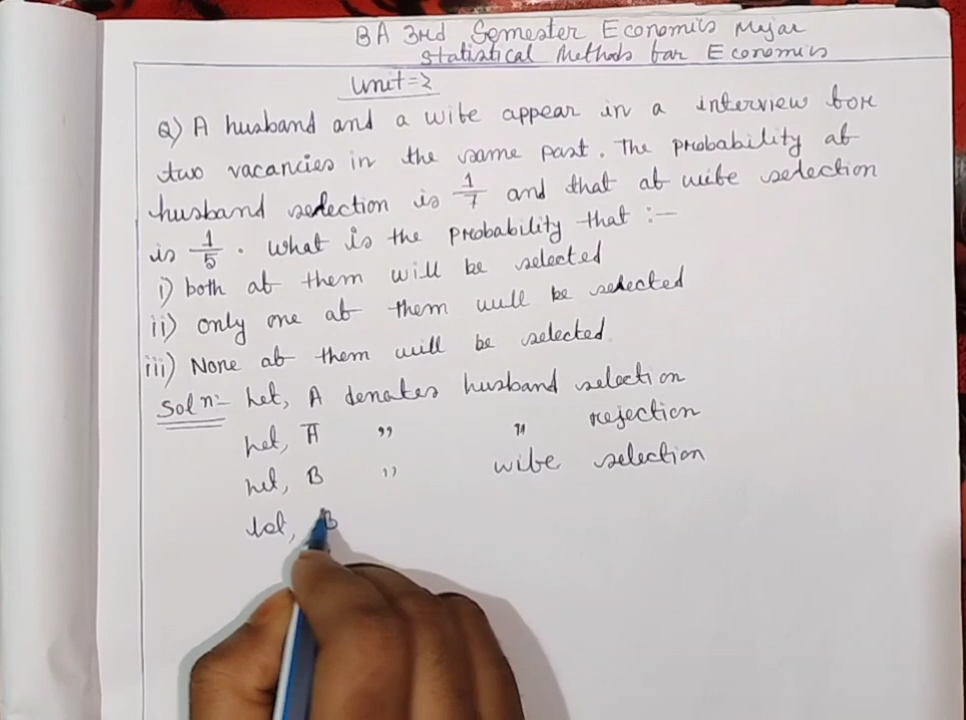 BA 3rd Semester Economics Major
Statistical Methods for Economics
Unit=2
Q) A husband and a wife appear in a interview for
two vacancies in the same post. The probability of
husband selection is 1/7 and that of wife selection
is 1/5. What is the probability that :-
i) both of them will be selected
ii) only one of them will be selected
iii) None of them will be selected.
Soln:- Let, A denotes husband selection
Let, Ā " " rejection
Let, B " wife selection
Let, B